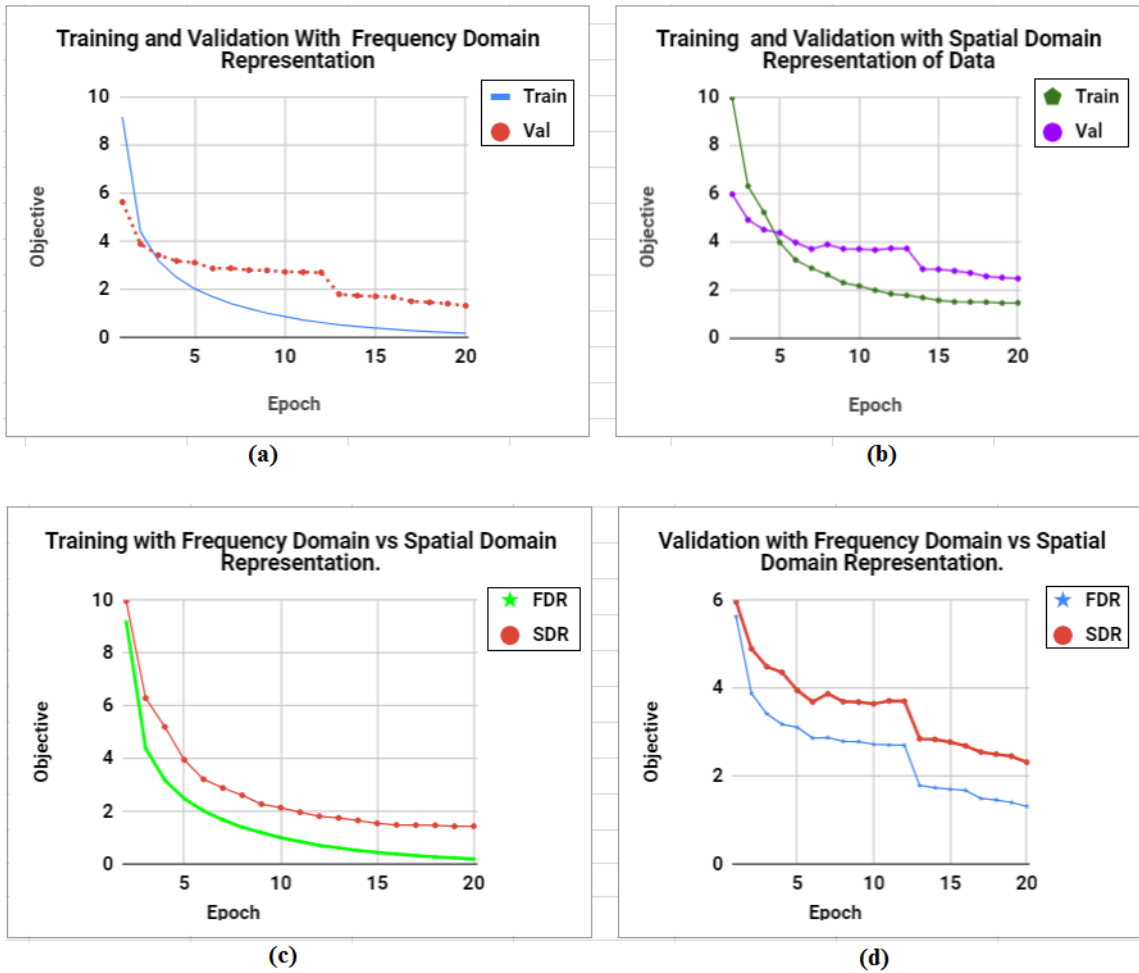 Training and Validation With Frequency Domain
Representation
Train
Val
10
8
6
4
2
0
Objective
5
10
15
20
Epoch
(a)
Training and Validation with Spatial Domain
Representation of Data
Train
Val
10
8
6
4
2
0
Objective
5
10
15
20
Epoch
(b)
Training with Frequency Domain vs Spatial Domain
Representation.
FDR
SDR
10
8
6
4
2
0
Objective
5
10
15
20
Epoch
(c)
Validation with Frequency Domain vs Spatial
Domain Representation.
FDR
SDR
6
4
2
0
Objective
5
10
15
20
Epoch
(d)